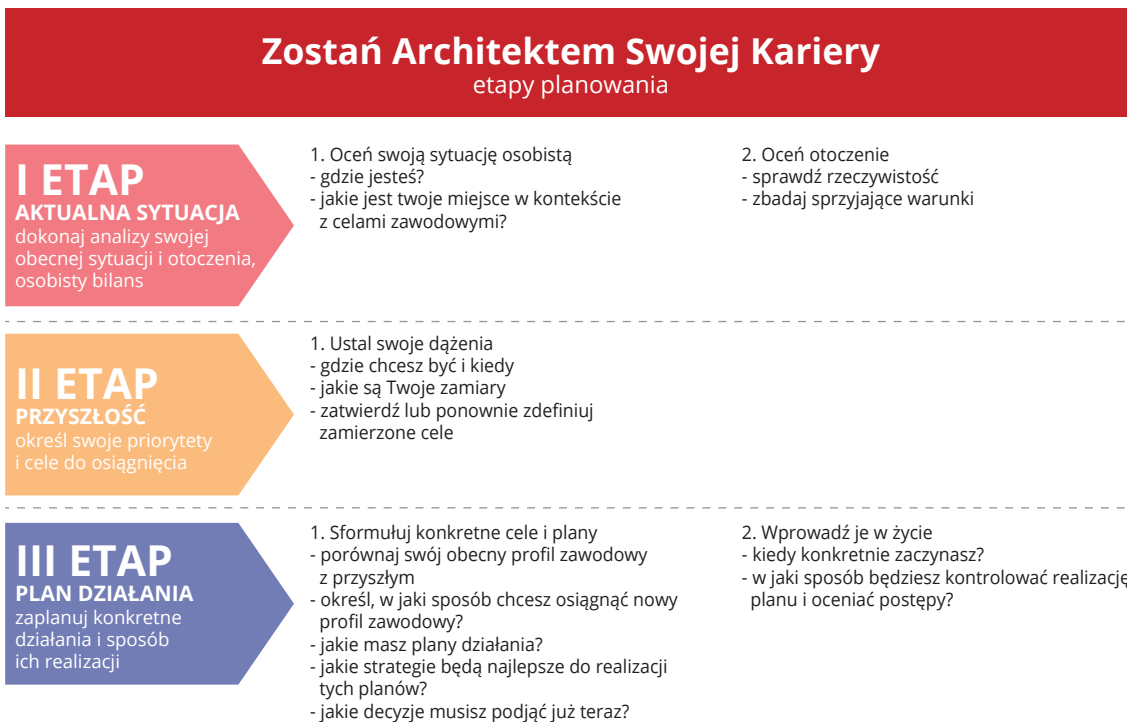 Zostań Architektem Swojej Kariery
etapy planowania
I ETAP
AKTUALNA SYTUACJA
dokonaj analizy swojej
obecnej sytuacji i otoczenia,
osobisty bilans
1. Oceń swoją sytuację osobistą
- gdzie jesteś?
- jakie jest twoje miejsce w kontekście
z celami zawodowymi?
2. Oceń otoczenie
- sprawdź rzeczywistość
- zbadaj sprzyjające warunki
II ETAP
PRZYSZŁOŚĆ
określ swoje priorytety
i cele do osiągnięcia
1. Ustal swoje dążenia
- gdzie chcesz być i kiedy
- jakie są Twoje zamiary
- zatwierdź lub ponownie zdefiniuj
zamierzone cele
III ETAP
PLAN DZIAŁANIA
zaplanuj konkretne
działania i sposób
ich realizacji
1. Sformułuj konkretne cele i plany
- porównaj swój obecny profil zawodowy
z przyszłym
- określ, w jaki sposób chcesz osiągnąć nowy
profil zawodowy?
- jakie masz plany działania?
- jakie strategie będą najlepsze do realizacji
tych planów?
- jakie decyzje musisz podjąć już teraz?
2. Wprowadź je w życie
- kiedy konkretnie zaczynasz?
- w jaki sposób będziesz kontrolować realizację
planu i oceniać postępy?